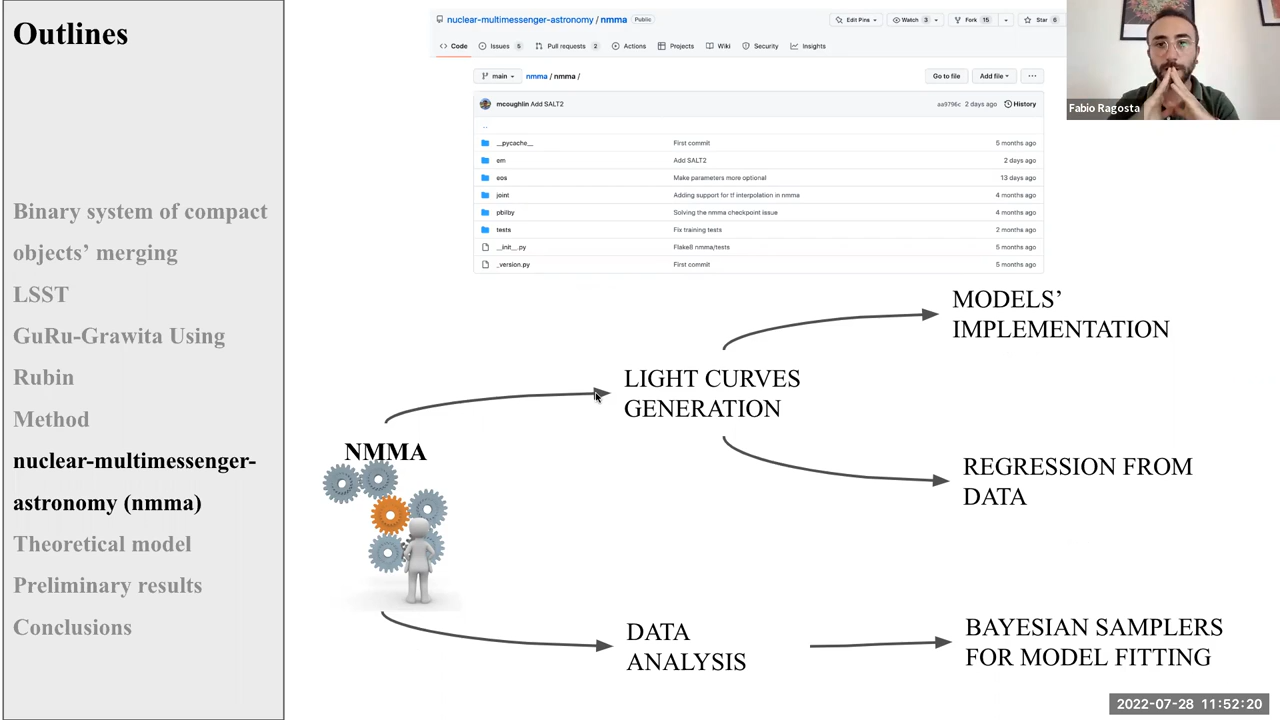 Outlines
Binary system of compact
objects’ merging
LSST
GuRu-Grawita Using
Rubin
Method
nuclear-multimessenger-
astronomy (nmma)
Theoretical model
Preliminary results
Conclusions
nuclear-multimessenger-astronomy / nmma Public
Edit Pins Watch 3 Fork 15 Star 6
Code Issues 5 Pull requests 2 Actions Projects Wiki Security Insights
main nmma / nmma / Go to file Add file ...
mcoughlin Add SALT2 aa9796c 2 days ago History
..
__pycache__ First commit 5 months ago
em Add SALT2 2 days ago
eos Make parameters more optional 13 days ago
joint Adding support for tf interpolation in nmma 4 months ago
pbilby Solving the nmma checkpoint issue 4 months ago
tests Fix training tests 2 months ago
__init__.py Flake8 nmma/tests 5 months ago
_version.py First commit 5 months ago
Fabio Ragosta
MODELS’
IMPLEMENTATION
LIGHT CURVES
GENERATION
NMMA
REGRESSION FROM
DATA
DATA
ANALYSIS
BAYESIAN SAMPLERS
FOR MODEL FITTING
2022-07-28 11:52:20